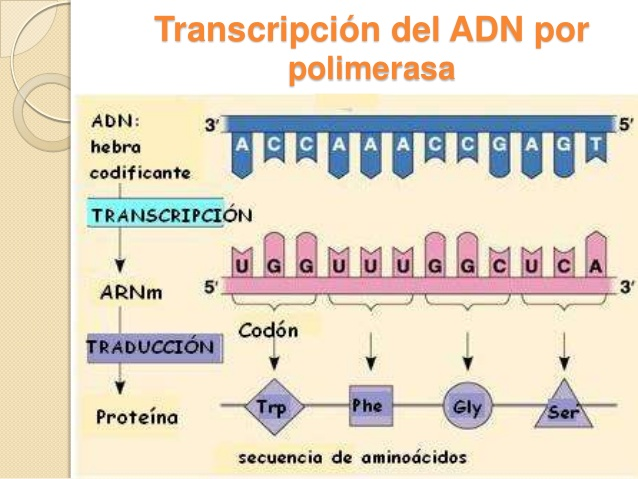 Transcripción del ADN por
polimerasa
ADN:
hebra
codificante
3' A C C A A A C C G A G T 5'
TRANSCRIPCIÓN
ARNm
5' U G G U U U G G C U C A 3'
Codón
TRADUCCIÓN
Proteína
Trp Phe Gly Ser
secuencia de aminoácidos